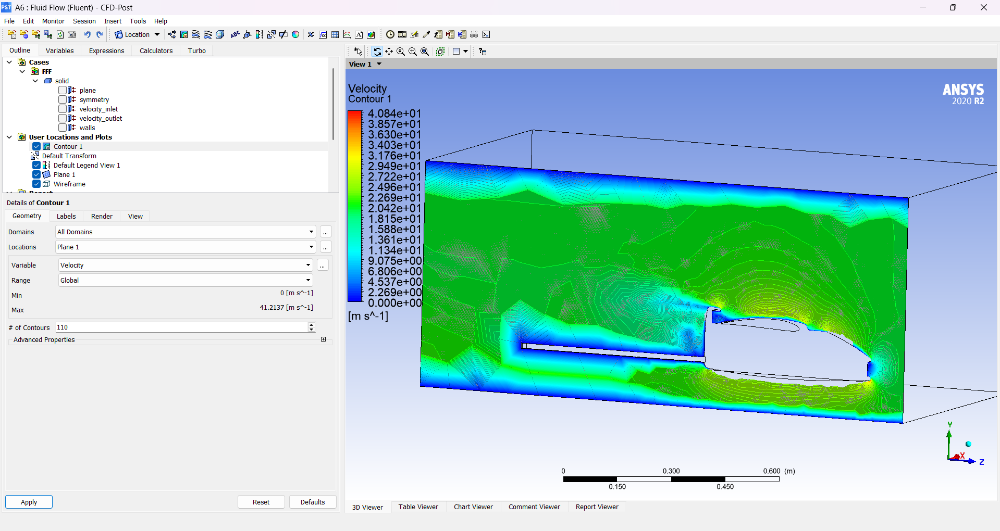 PST A6 : Fluid Flow (Fluent) - CFD-Post
File Edit Monitor Session Insert Tools Help
Location
Outline Variables Expressions Calculators Turbo
Cases
FFF
solid
plane
symmetry
velocity_inlet
velocity_outlet
walls
User Locations and Plots
Contour 1
Default Transform
Default Legend View 1
Plane 1
Wireframe
Report
Details of Contour 1
Geometry Labels Render View
Domains All Domains ...
Locations Plane 1 ...
Variable Velocity ...
Range Global
Min 0 [m s^-1]
Max 41.2137 [m s^-1]
# of Contours 110
Advanced Properties
Apply Reset Defaults
View 1
Velocity
Contour 1
4.084e+01
3.857e+01
3.630e+01
3.403e+01
3.176e+01
2.949e+01
2.722e+01
2.496e+01
2.269e+01
2.042e+01
1.815e+01
1.588e+01
1.361e+01
1.134e+01
9.075e+00
6.806e+00
4.537e+00
2.269e+00
0.000e+00
[m s^-1]
ANSYS
2020 R2
Y
X
Z
0 0.300 0.600 (m)
0.150 0.450
3D Viewer Table Viewer Chart Viewer Comment Viewer Report Viewer